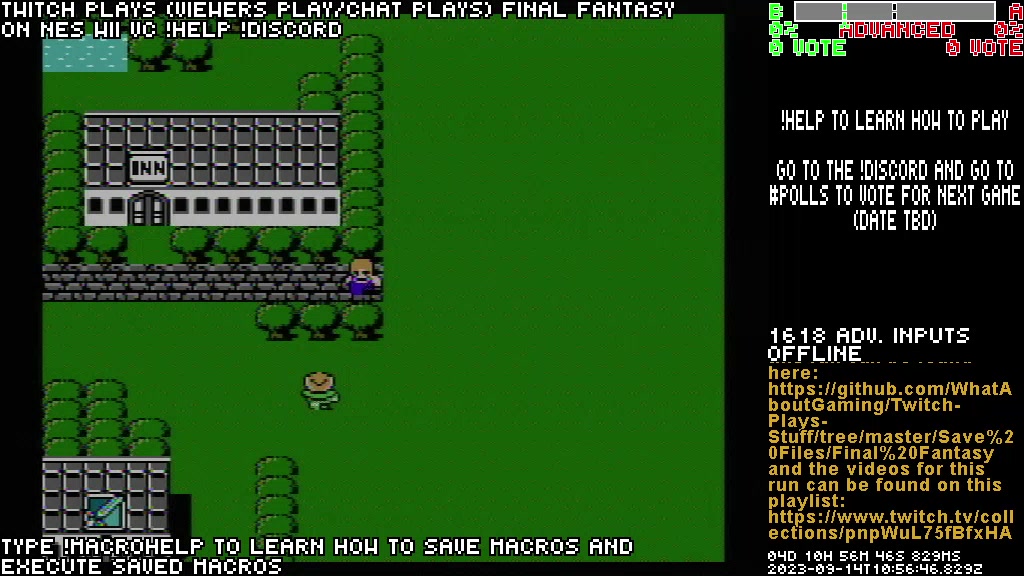 TWITCH PLAYS (VIEWERS PLAY/CHAT PLAYS) FINAL FANTASY
ON NES WII VC !HELP !DISCORD
B
A
0%
ADVANCED
0%
0 VOTE
0 VOTE
INN
!HELP TO LEARN HOW TO PLAY
GO TO THE !DISCORD AND GO TO
#POLLS TO VOTE FOR NEXT GAME
(DATE TBD)
1618 ADV. INPUTS
OFFLINE
here:
https://github.com/WhatA
boutGaming/Twitch-
Plays-
Stuff/tree/master/Save%2
0Files/Final%20Fantasy
and the videos for this
run can be found on this
playlist:
https://www.twitch.tv/coll
ections/pnpWuL75fBfxHA
04D 10H 56M 46S 829MS
2023-09-14T10:56:46.829Z
TYPE !MACROHELP TO LEARN HOW TO SAVE MACROS AND
EXECUTE SAVED MACROS